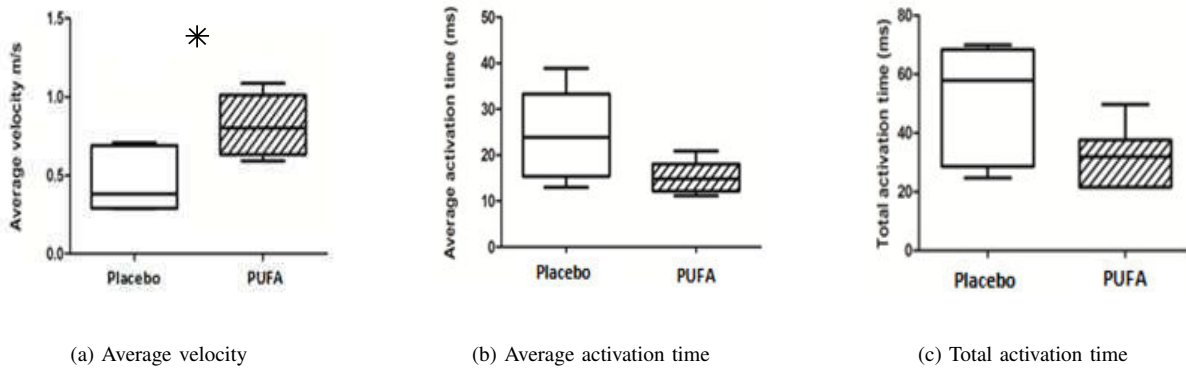 Average velocity m/s
1.5
1.0
0.5
0.0
Placebo
PUFA
(a) Average velocity
Average activation time (ms)
50
40
30
20
10
0
Placebo
PUFA
(b) Average activation time
Total activation time (ms)
80
60
40
20
0
Placebo
PUFA
(c) Total activation time